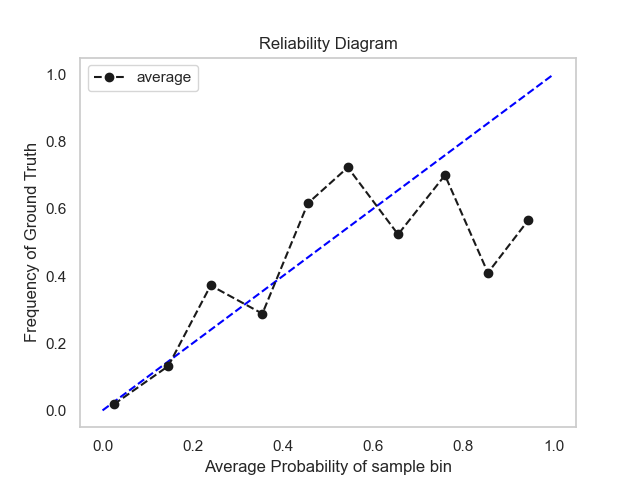 Reliability Diagram
average
Frequency of Ground Truth
1.0
0.8
0.6
0.4
0.2
0.0
0.0 0.2 0.4 0.6 0.8 1.0
Average Probability of sample bin